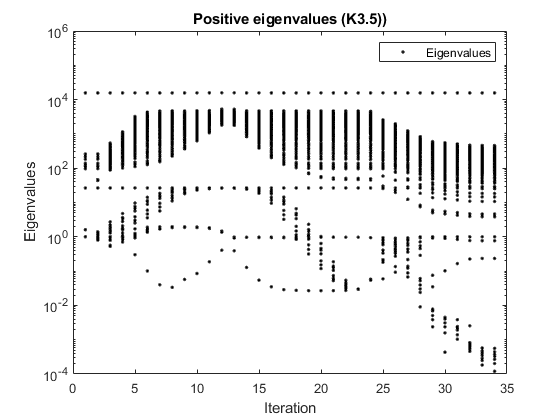 Positive eigenvalues (K3.5))
Eigenvalues
10^6
10^4
10^2
10^0
10^-2
10^-4
Eigenvalues
0 5 10 15 20 25 30 35
Iteration